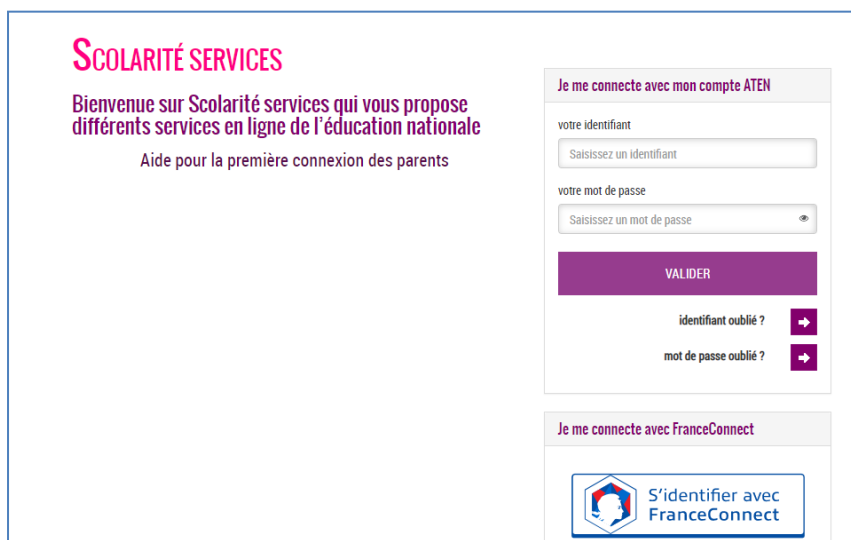 SCOLARITÉ SERVICES
Bienvenue sur Scolarité services qui vous propose
différents services en ligne de l'éducation nationale
Aide pour la première connexion des parents
Je me connecte avec mon compte ATEN
votre identifiant
Saisissez un identifiant
votre mot de passe
Saisissez un mot de passe
VALIDER
identifiant oublié ?
mot de passe oublié ?
Je me connecte avec FranceConnect
S'identifier avec
FranceConnect